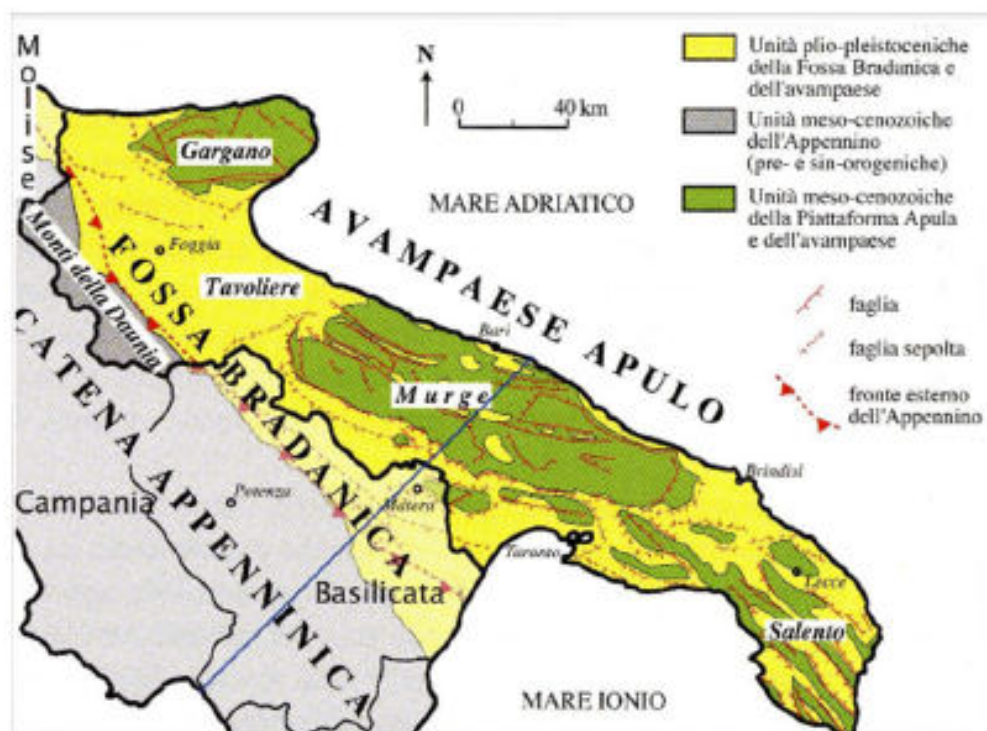 Molise
N
0 40 km
Unità plio-pleistoceniche
della Fossa Bradanica e
dell'avampaese
Unità meso-cenozoiche
dell'Appennino
(pre- e sin-orogeniche)
Unità meso-cenozoiche
della Piattaforma Apula
e dell'avampaese
faglia
faglia sepolta
fronte esterno
dell'Appennino
Gargano
MARE ADRIATICO
AVAMPAESE APULO
Monti della Daunia
Foggia
FOSSA BRADANICA
Tavoliere
Bari
Murge
CATENA APPENNINICA
Campania
Potenza
Matera
Basilicata
Taranto
Brindisi
Lecce
Salento
MARE IONIO